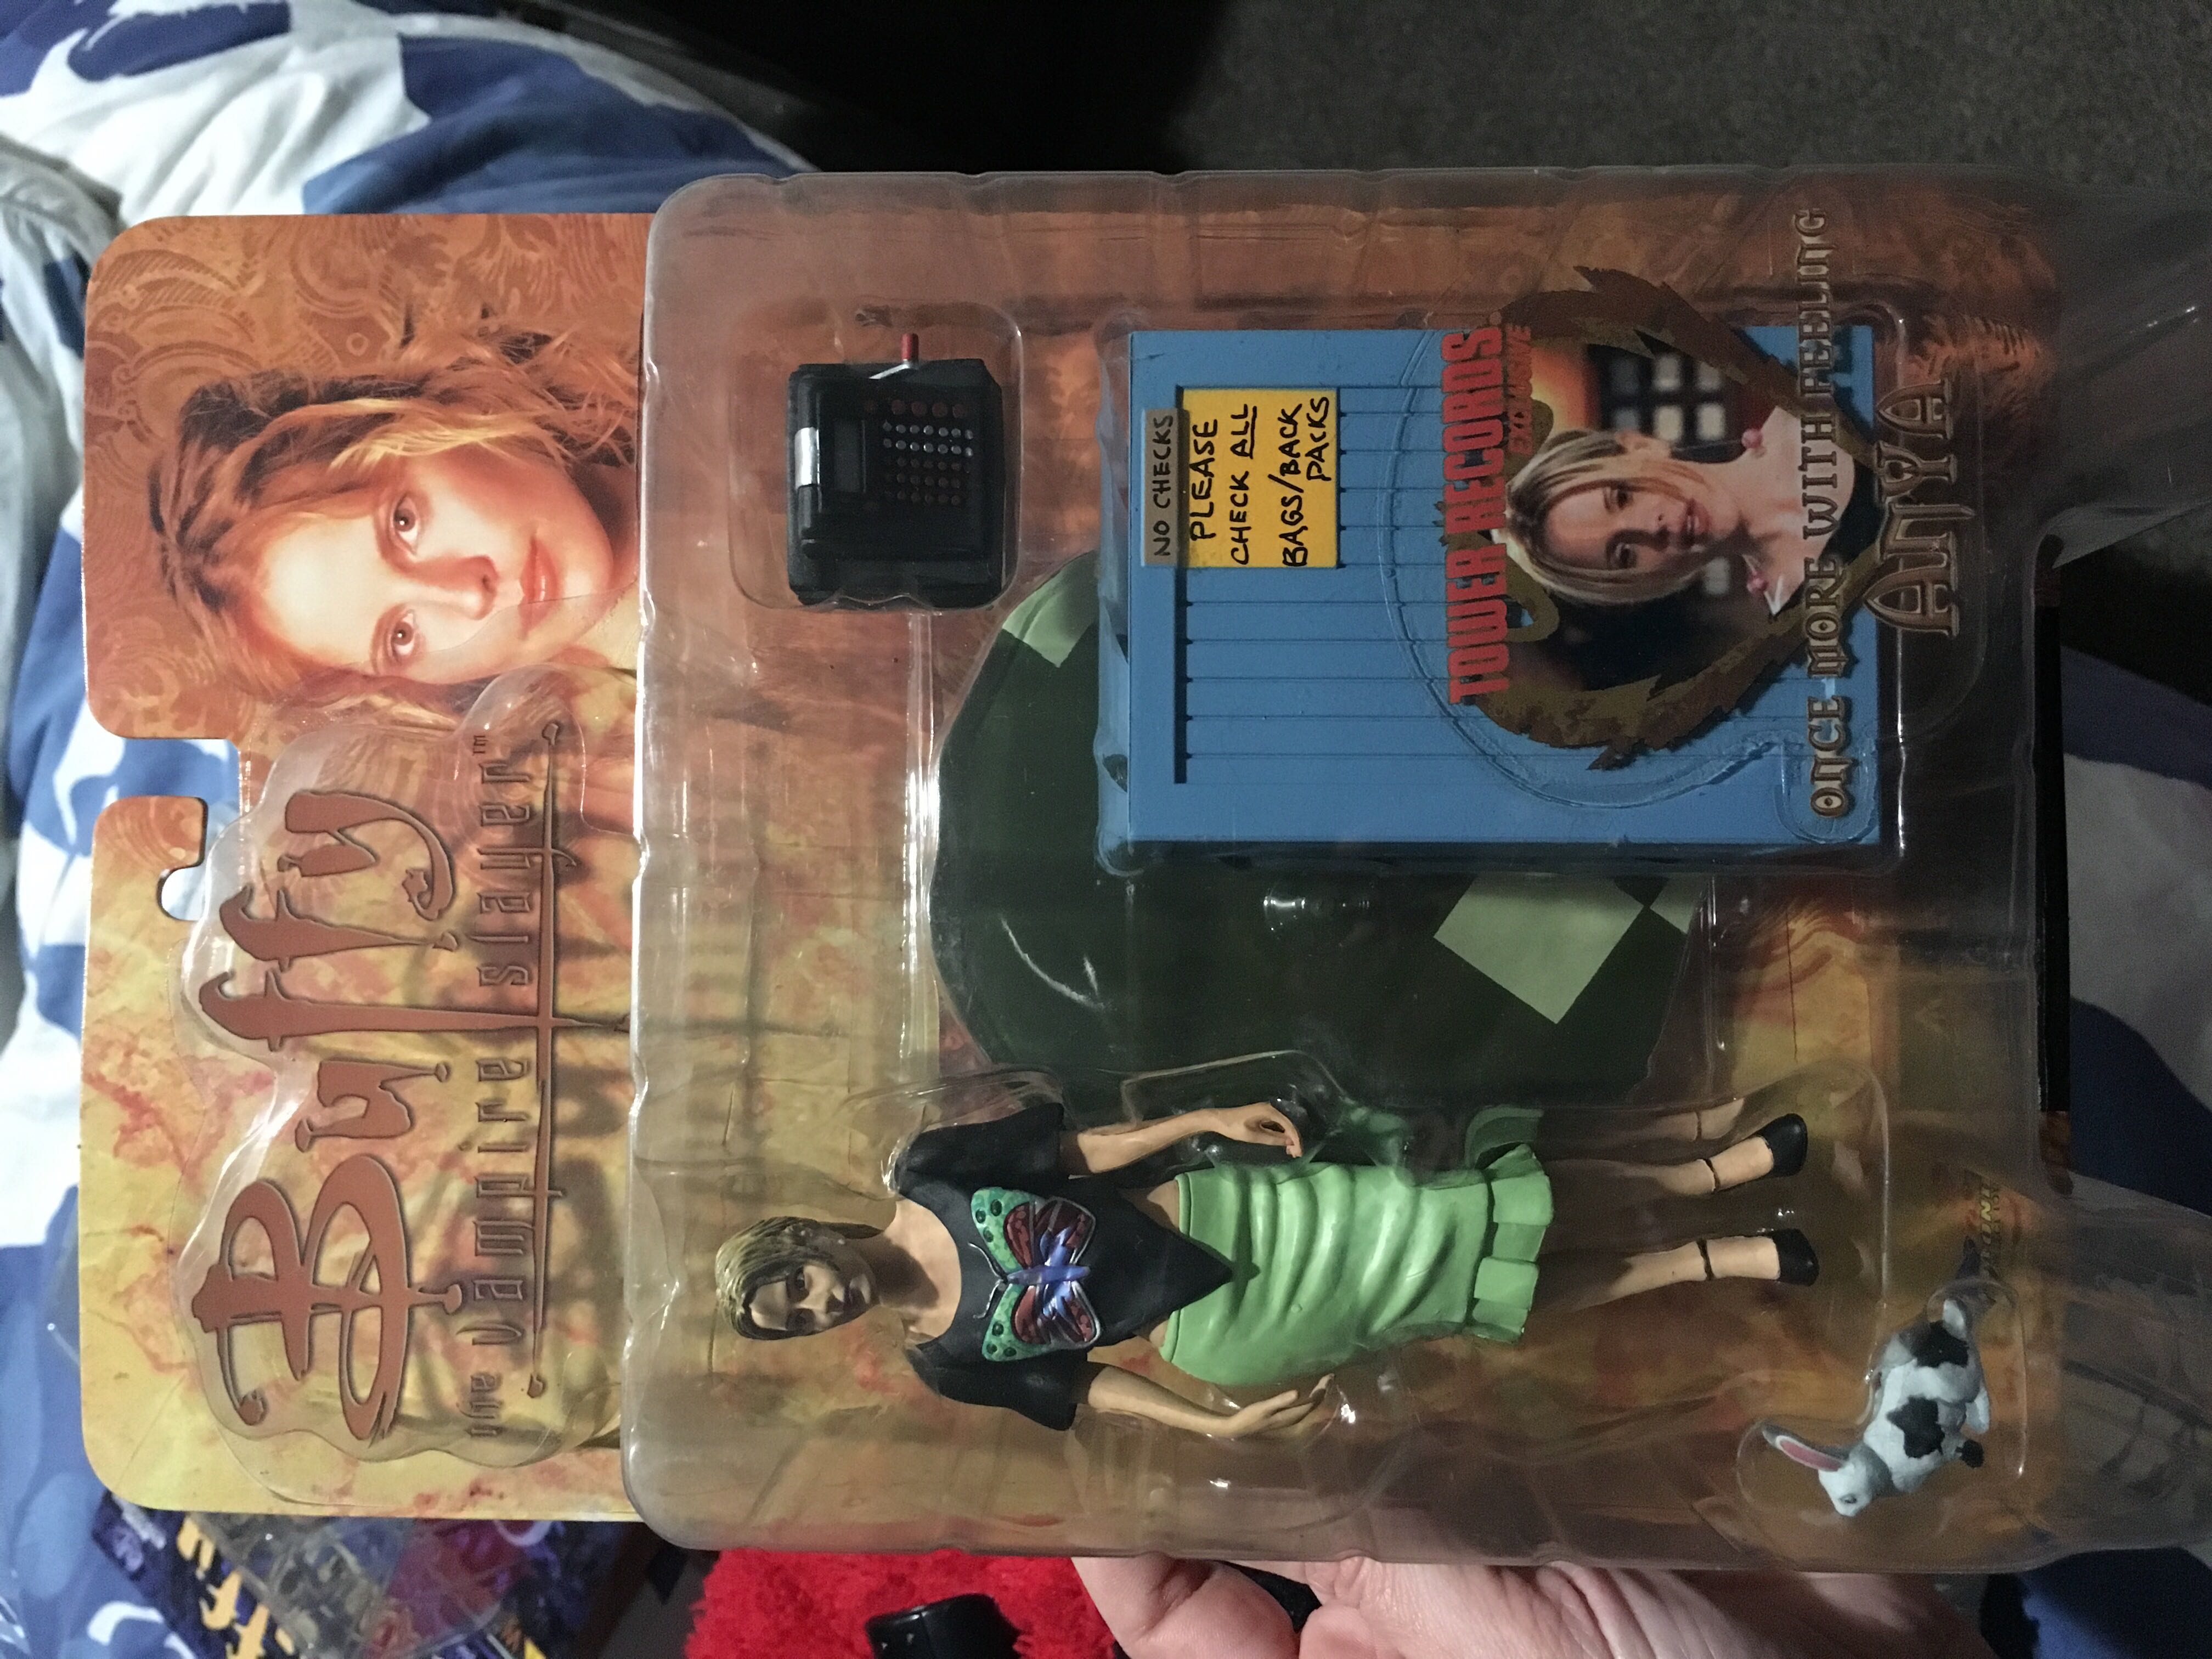 Buffy
the vampire slayer™
NO CHECKS
PLEASE
CHECK ALL
BAGS/BACK
PACKS
TOWER RECORDS
EXCLUSIVE
ONCE MORE WITH FEELING
ANYA